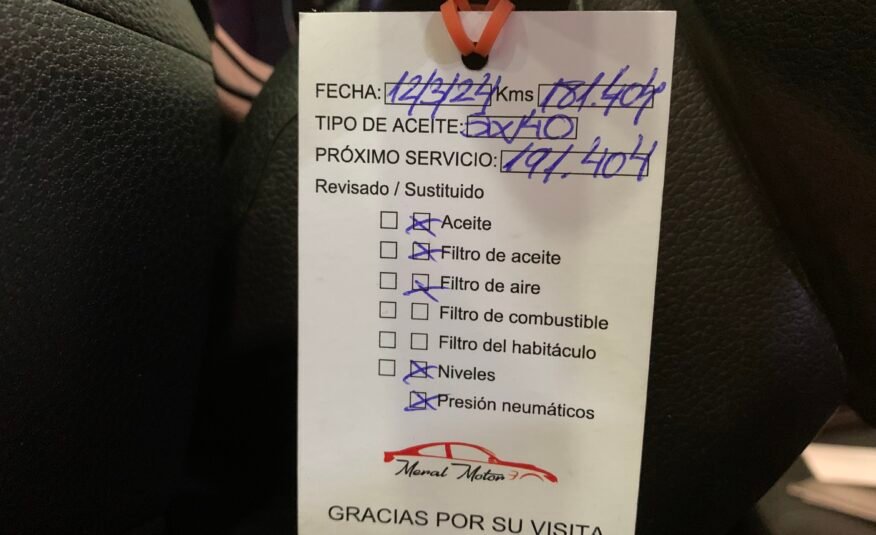 FECHA: 12/3/24 Kms 181.404
TIPO DE ACEITE: 5x40
PRÓXIMO SERVICIO: 191.404
Revisado / Sustituido
Aceite
Filtro de aceite
Filtro de aire
Filtro de combustible
Filtro del habitáculo
Niveles
Presión neumáticos
Meral Motor
GRACIAS POR SU VISITA